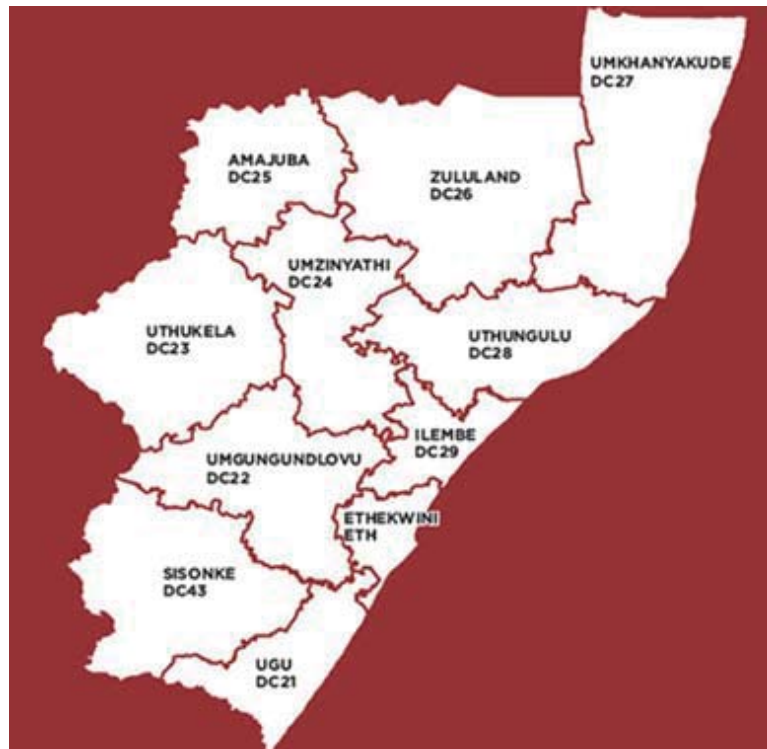 UMKHANYAKUDE
DC27
AMAJUBA
DC25
ZULULAND
DC26
UMZINYATHI
DC24
UTHUKELA
DC23
UTHUNGULU
DC28
ILEMBE
DC29
UMGUNGUNDLOVU
DC22
ETHEKWINI
ETH
SISONKE
DC43
UGU
DC21